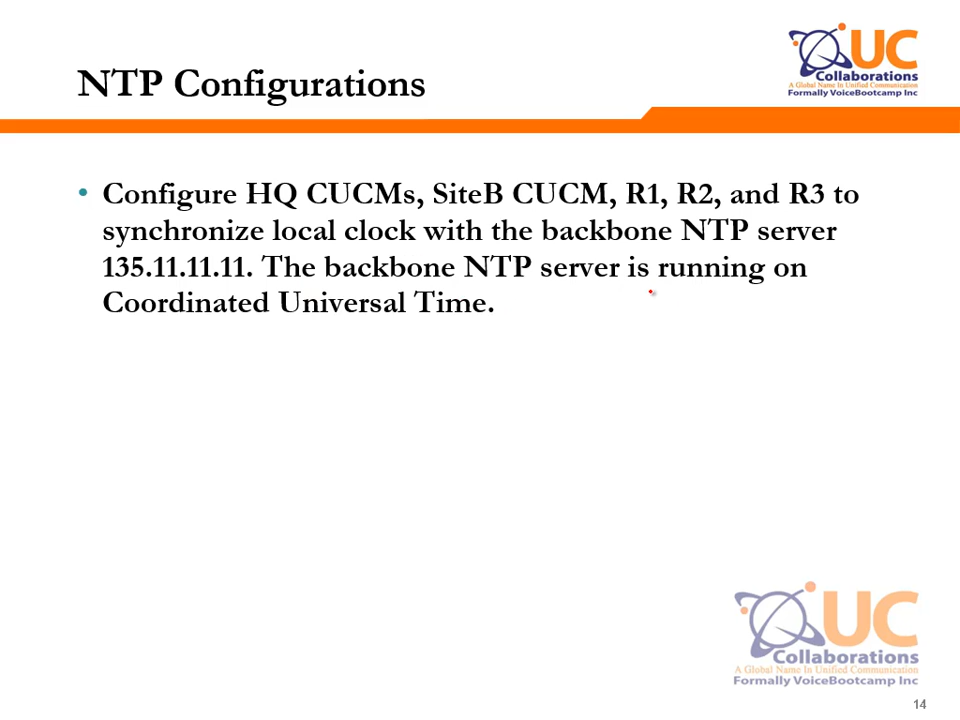 UC
Collaborations
A Global Name In Unified Communication
Formally VoiceBootcamp Inc
NTP Configurations
• Configure HQ CUCMs, SiteB CUCM, R1, R2, and R3 to
synchronize local clock with the backbone NTP server
135.11.11.11. The backbone NTP server is running on
Coordinated Universal Time.
UC
Collaborations
A Global Name In Unified Communication
Formally VoiceBootcamp Inc
14